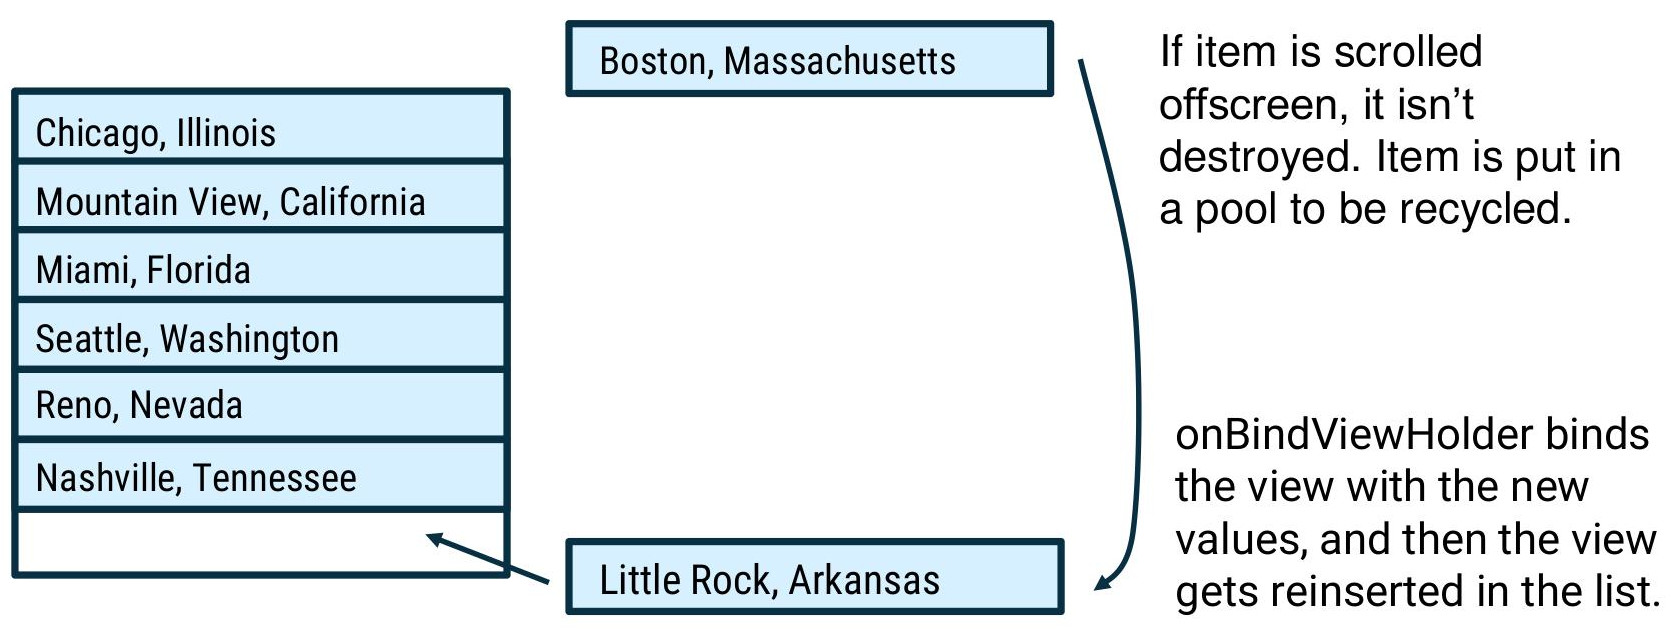 Boston, Massachusetts
If item is scrolled
offscreen, it isn’t
destroyed. Item is put in
a pool to be recycled.
Chicago, Illinois
Mountain View, California
Miami, Florida
Seattle, Washington
Reno, Nevada
Nashville, Tennessee
Little Rock, Arkansas
onBindViewHolder binds
the view with the new
values, and then the view
gets reinserted in the list.